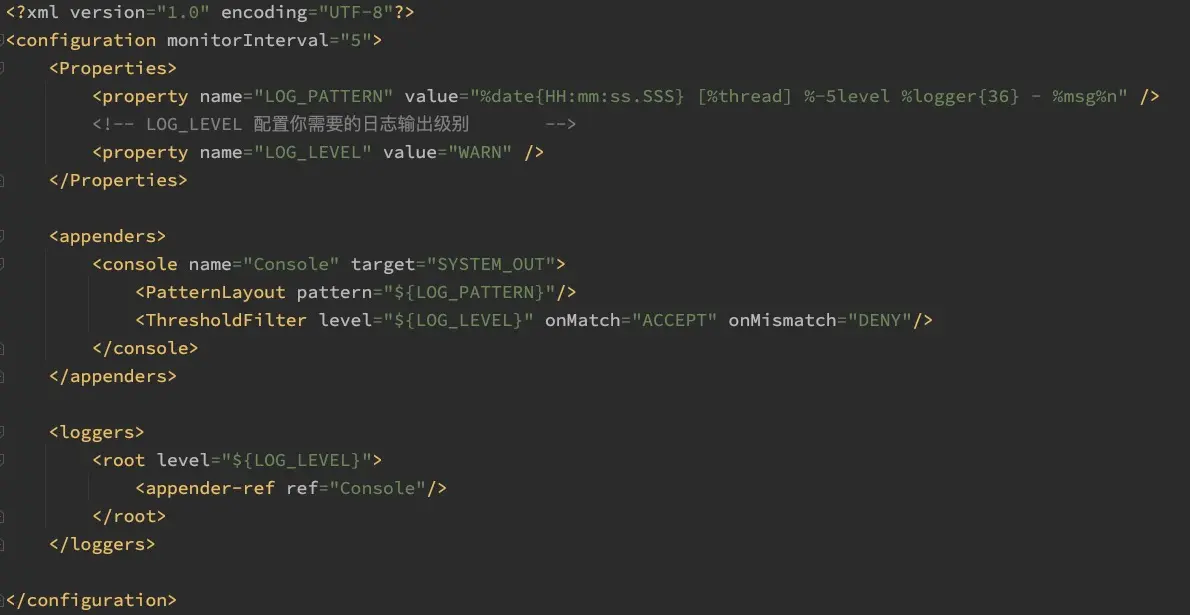 <?xml version="1.0" encoding="UTF-8"?>
<configuration monitorInterval="5">
    <Properties>
        <property name="LOG_PATTERN" value="%date{HH:mm:ss.SSS} [%thread] %-5level %logger{36} - %msg%n" />
        <!-- LOG_LEVEL 配置你需要的日志输出级别       -->
        <property name="LOG_LEVEL" value="WARN" />
    </Properties>

    <appenders>
        <console name="Console" target="SYSTEM_OUT">
            <PatternLayout pattern="${LOG_PATTERN}"/>
            <ThresholdFilter level="${LOG_LEVEL}" onMatch="ACCEPT" onMismatch="DENY"/>
        </console>
    </appenders>

    <loggers>
        <root level="${LOG_LEVEL}">
            <appender-ref ref="Console"/>
        </root>
    </loggers>

</configuration>